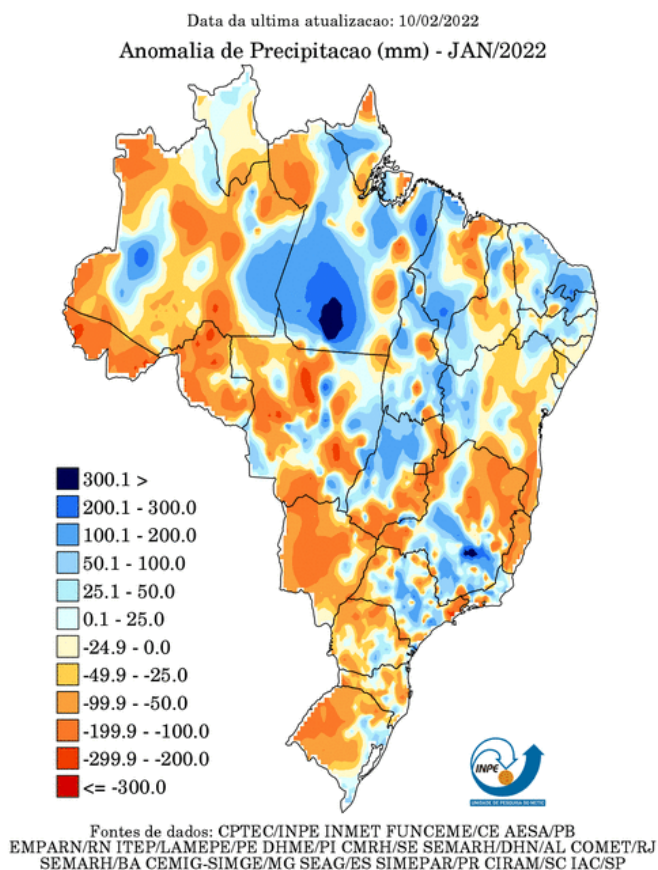 Data da ultima atualizacao: 10/02/2022
Anomalia de Precipitacao (mm) - JAN/2022
300.1 >
200.1 - 300.0
100.1 - 200.0
50.1 - 100.0
25.1 - 50.0
0.1 - 25.0
-24.9 - 0.0
-49.9 - -25.0
-99.9 - -50.0
-199.9 - -100.0
-299.9 - -200.0
<= -300.0
INPE
Fontes de dados: CPTEC/INPE INMET FUNCEME/CE AESA/PB
EMPARN/RN ITEP/LAMEPE/PE DHME/PI CMRH/SE SEMARH/DHN/AL COMET/RJ
SEMARH/BA CEMIG-SIMGE/MG SEAG/ES SIMEPAR/PR CIRAM/SC IAC/SP